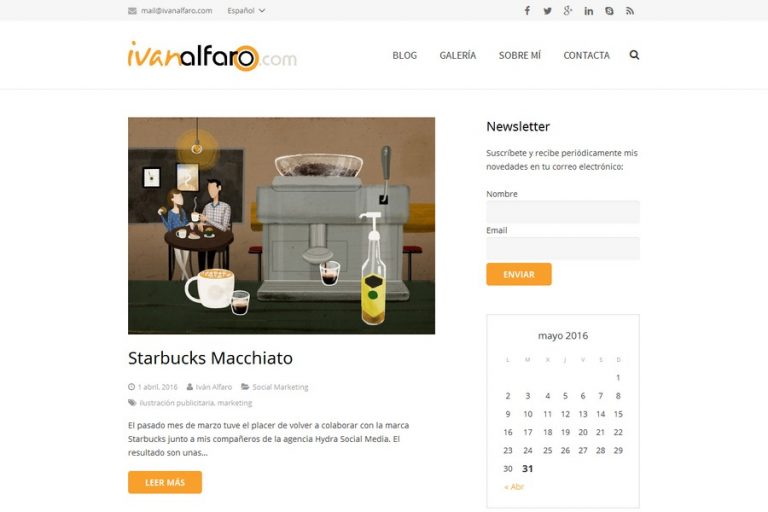 mail@ivanalfaro.com Español
ivanalfaro.com
BLOG GALERÍA SOBRE MÍ CONTACTA
Starbucks Macchiato
1 abril, 2016 Iván Alfaro Social Marketing
ilustración publicitaria, marketing
El pasado mes de marzo tuve el placer de volver a colaborar con la marca
Starbucks junto a mis compañeros de la agencia Hydra Social Media. El
resultado son unas...
LEER MÁS
Newsletter
Suscríbete y recibe periódicamente mis
novedades en tu correo electrónico:
Nombre
Email
ENVIAR
mayo 2016
L M X J V S D
1
2 3 4 5 6 7 8
9 10 11 12 13 14 15
16 17 18 19 20 21 22
23 24 25 26 27 28 29
30 31
« Abr